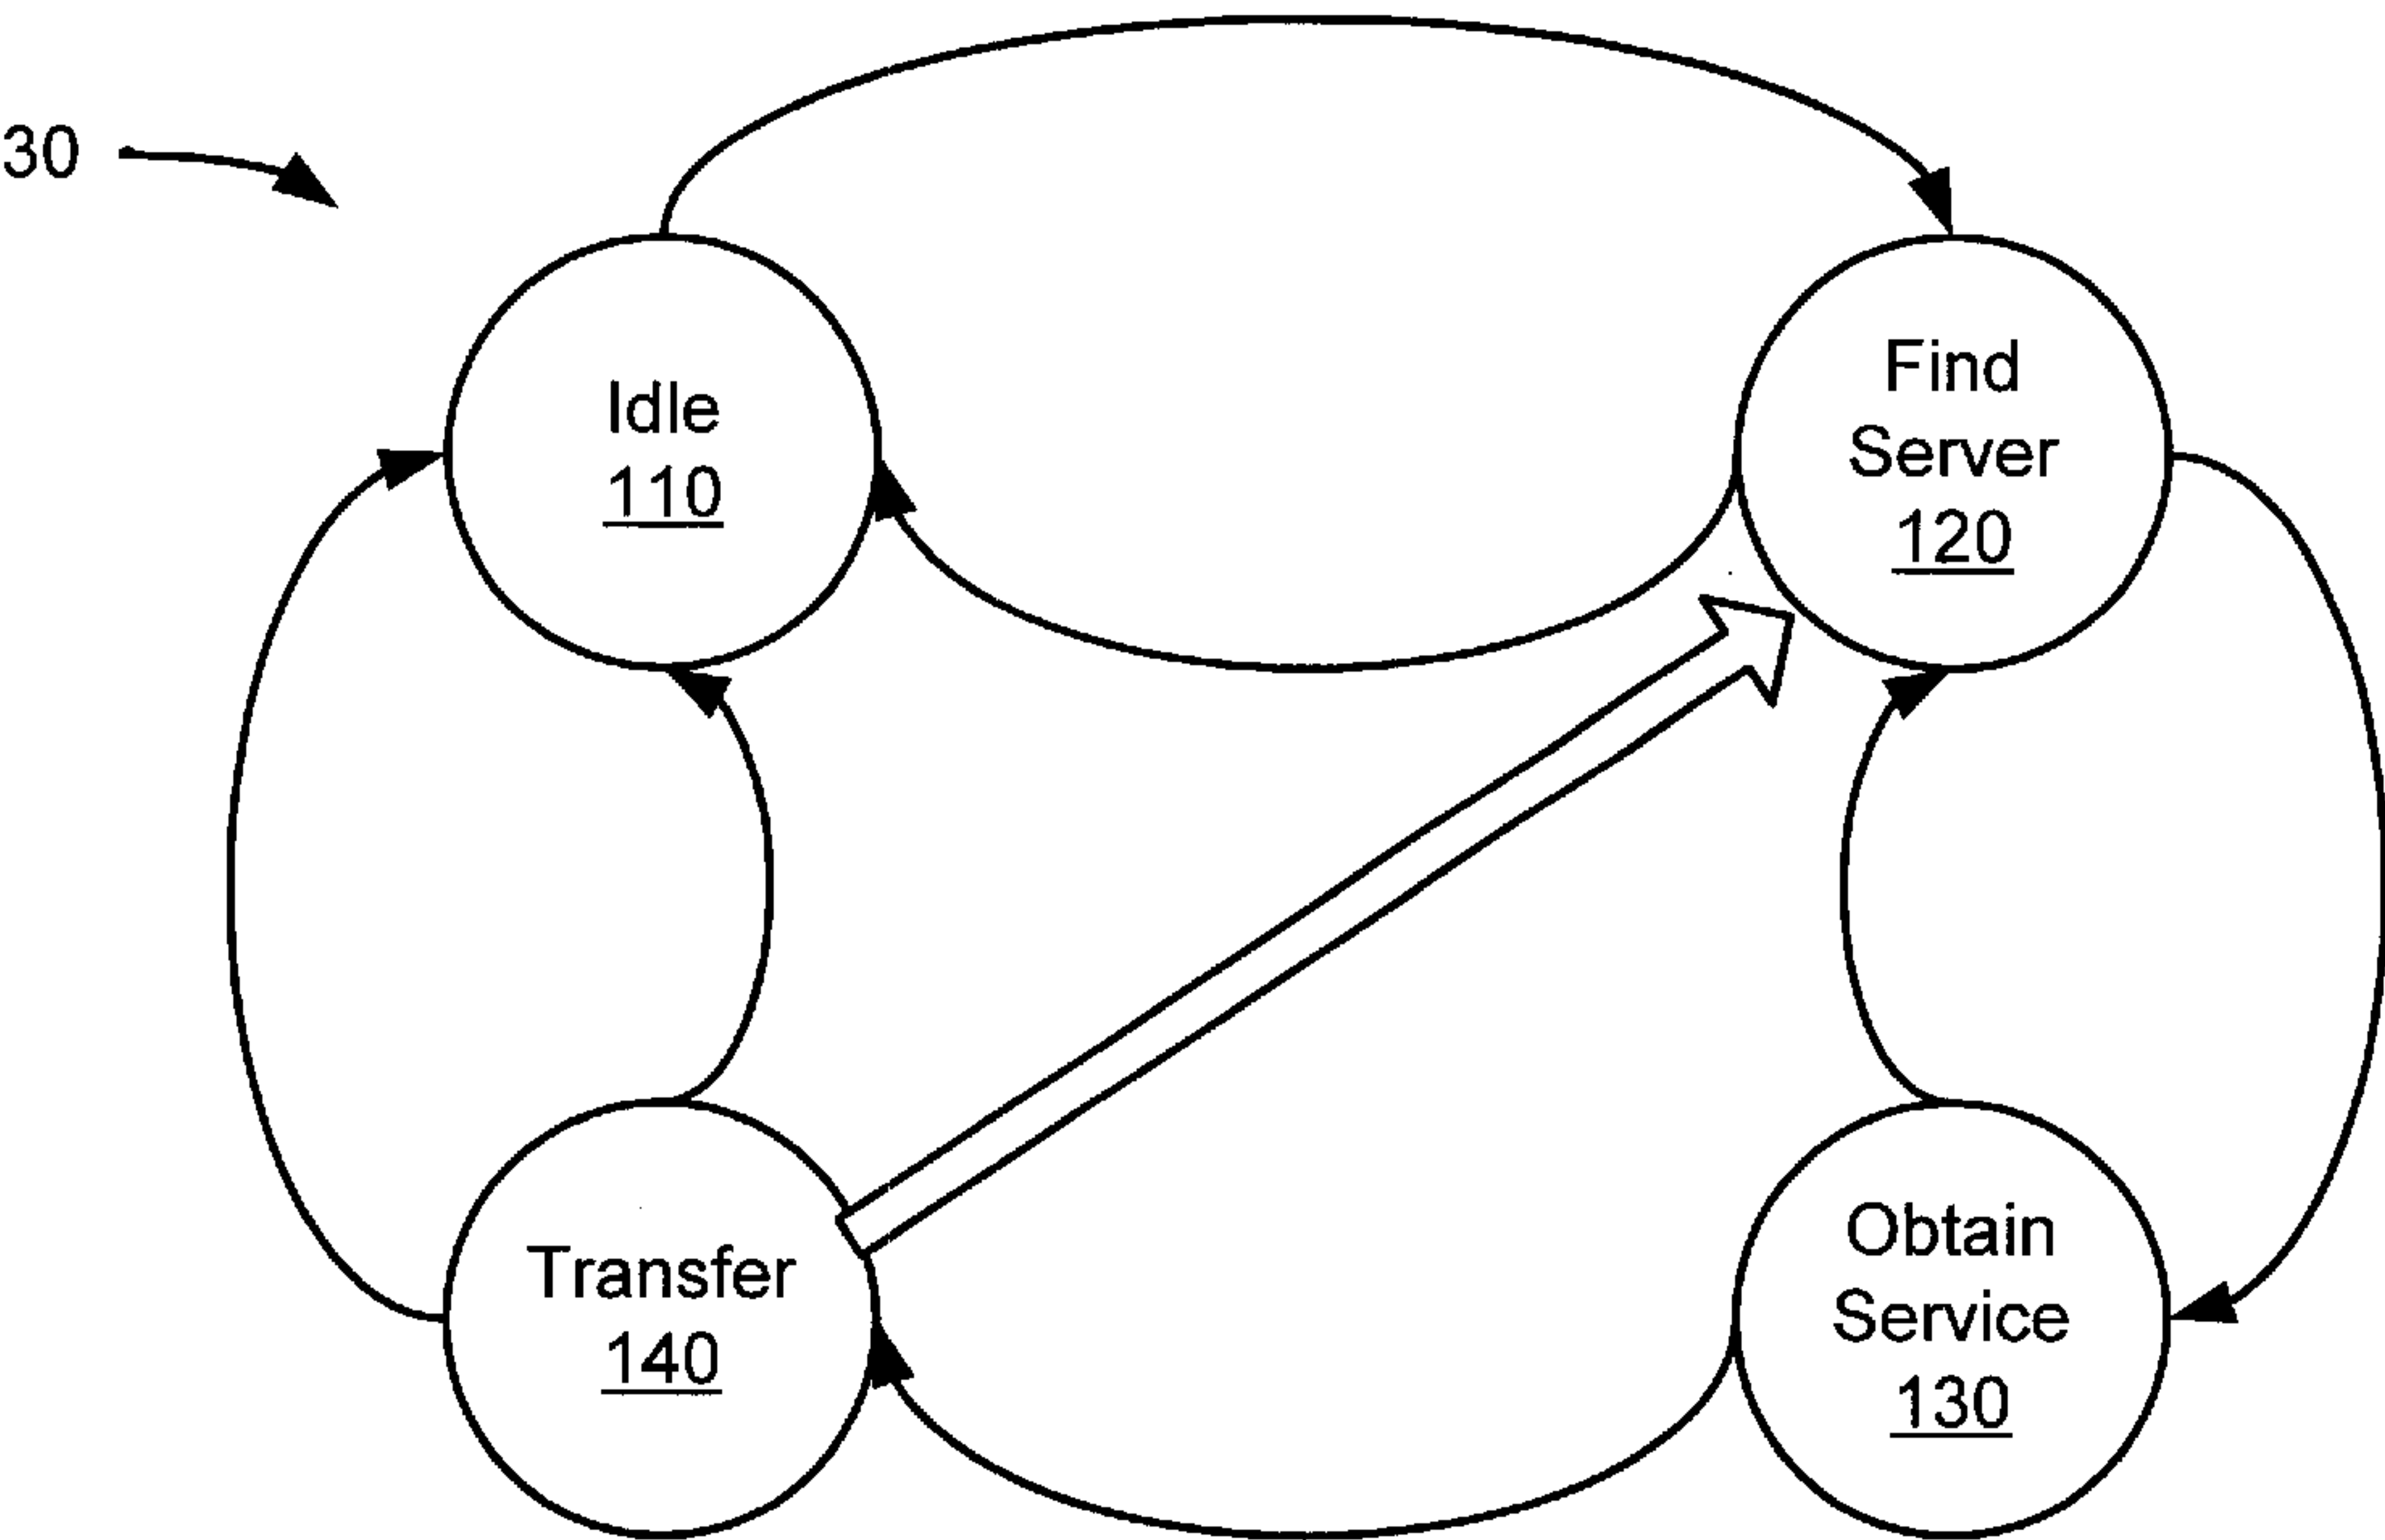 30
Idle
110
Find
Server
120
Transfer
140
Obtain
Service
130